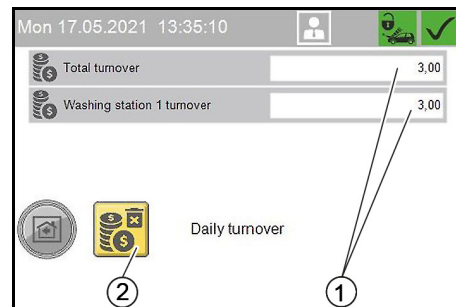 Mon 17.05.2021 13:35:10
Total turnover 3,00
Washing station 1 turnover 3,00
Daily turnover
2 1